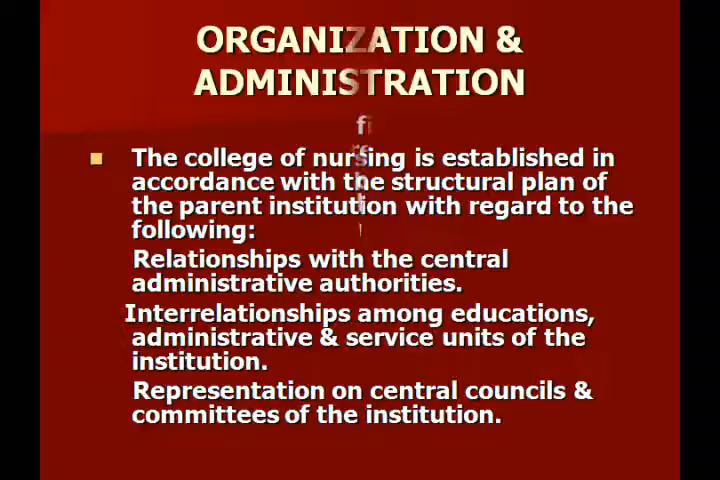 ORGANIZATION &
ADMINISTRATION
The college of nursing is established in
accordance with the structural plan of
the parent institution with regard to the
following:
Relationships with the central
administrative authorities.
Interrelationships among educations,
administrative & service units of the
institution.
Representation on central councils &
committees of the institution.